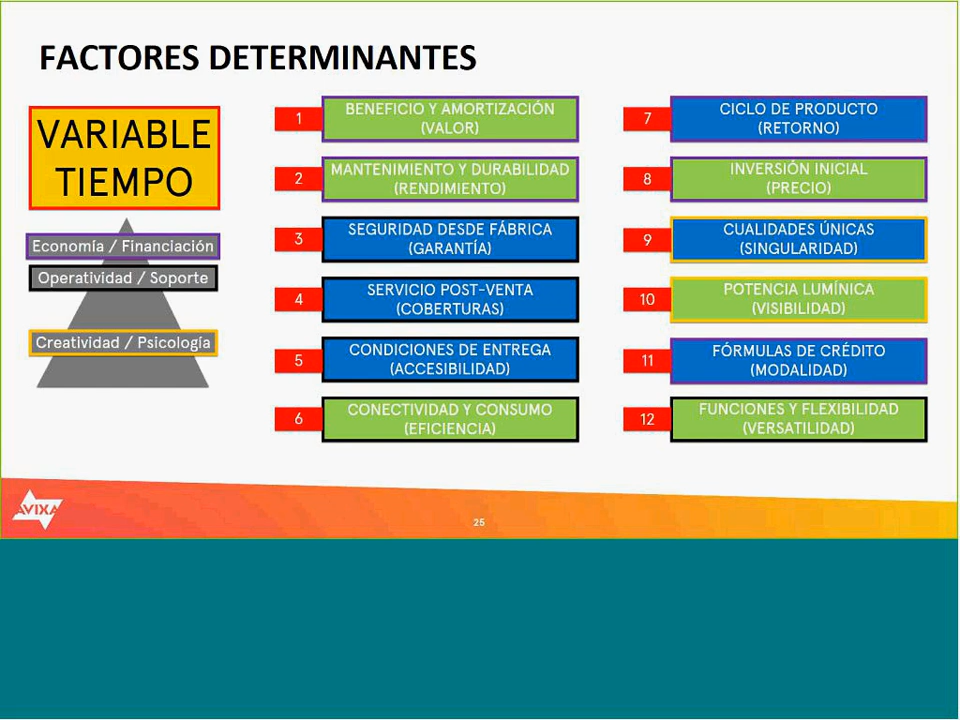 FACTORES DETERMINANTES
VARIABLE
TIEMPO
Economía / Financiación
Operatividad / Soporte
Creatividad / Psicología
1
BENEFICIO Y AMORTIZACIÓN
(VALOR)
2
MANTENIMIENTO Y DURABILIDAD
(RENDIMIENTO)
3
SEGURIDAD DESDE FÁBRICA
(GARANTÍA)
4
SERVICIO POST-VENTA
(COBERTURAS)
5
CONDICIONES DE ENTREGA
(ACCESIBILIDAD)
6
CONECTIVIDAD Y CONSUMO
(EFICIENCIA)
7
CICLO DE PRODUCTO
(RETORNO)
8
INVERSIÓN INICIAL
(PRECIO)
9
CUALIDADES ÚNICAS
(SINGULARIDAD)
10
POTENCIA LUMÍNICA
(VISIBILIDAD)
11
FÓRMULAS DE CRÉDITO
(MODALIDAD)
12
FUNCIONES Y FLEXIBILIDAD
(VERSATILIDAD)
AVIXA
25